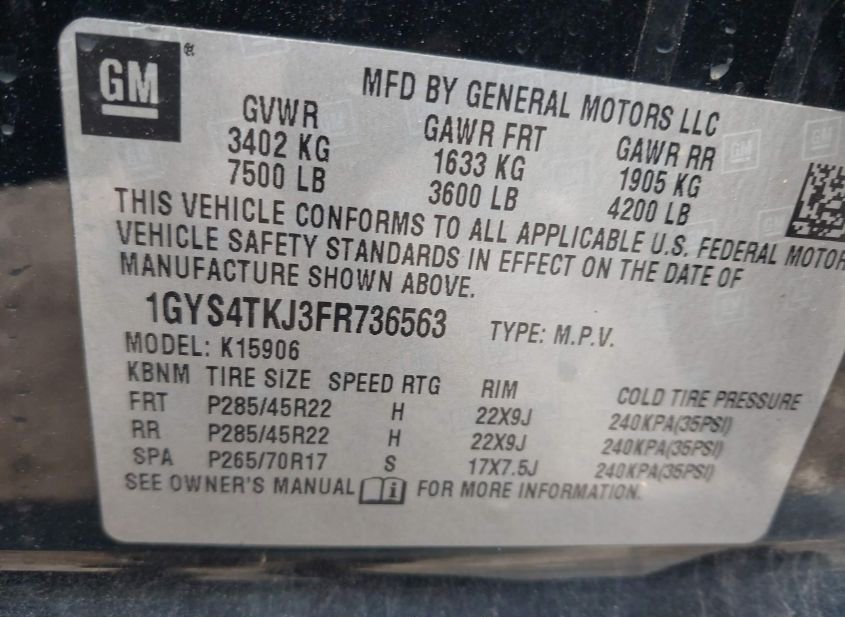 GM
MFD BY GENERAL MOTORS LLC
GVWR GAWR FRT GAWR RR
3402 KG 1633 KG 1905 KG
7500 LB 3600 LB 4200 LB
THIS VEHICLE CONFORMS TO ALL APPLICABLE U.S. FEDERAL MOTOR
VEHICLE SAFETY STANDARDS IN EFFECT ON THE DATE OF
MANUFACTURE SHOWN ABOVE.
1GYS4TKJ3FR736563 TYPE: M.P.V.
MODEL: K15906
KBNM TIRE SIZE SPEED RTG RIM COLD TIRE PRESSURE
FRT P285/45R22 H 22X9J 240KPA(35PSI)
RR P285/45R22 H 22X9J 240KPA(35PSI)
SPA P265/70R17 S 17X7.5J 240KPA(35PSI)
SEE OWNER'S MANUAL i FOR MORE INFORMATION.